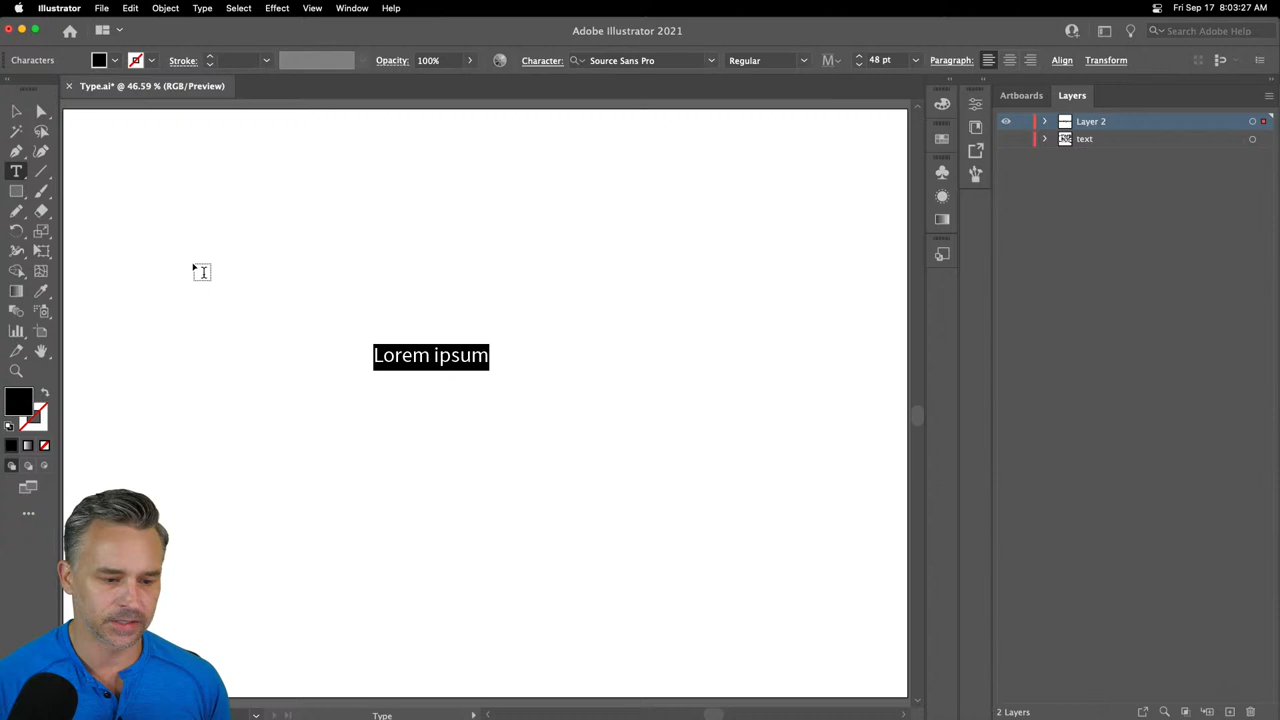 Illustrator File Edit Object Type Select Effect View Window Help Fri Sep 17 8:03:27 AM
Adobe Illustrator 2021 Search Adobe Help
Characters Stroke: Opacity: 100% Character: Source Sans Pro Regular 48 pt Paragraph: Align Transform
× Type.ai* @ 46.59 % (RGB/Preview)
Artboards Layers
Layer 2
text
Lorem ipsum
Type
2 Layers